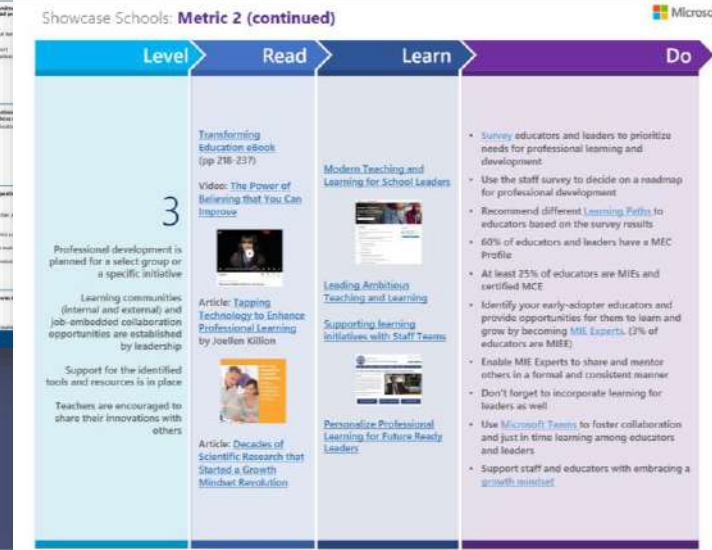 Showcase Schools: Metric 2 (continued)
Level
Read
Learn
Do
3
Professional development is
planned for a select group or
a specific initiative
Learning communities
(internal and external) and
job-embedded collaboration
opportunities are established
by leadership
Support for the identified
tools and resources is in place
Teachers are encouraged to
share their innovations with
others
Transforming
Education eBook
(pp 218-237)
Video: The Power of
Believing that You Can
Improve
Article: Tapping
Technology to Enhance
Professional Learning
by Joellen Killion
Article: Decades of
Scientific Research that
Started a Growth
Mindset Revolution
Modern Teaching and
Learning for School Leaders
Leading Ambitious
Teaching and Learning
Supporting learning
initiatives with Staff Teams
Personalize Professional
Learning for Future Ready
Leaders
• Survey educators and leaders to prioritize
needs for professional learning and
development
• Use the staff survey to decide on a roadmap
for professional development
• Recommend different Learning Paths to
educators based on the survey results
• 60% of educators and leaders have a MEC
Profile
• At least 25% of educators are MIEs and
certified MCE
• Identify your early-adopter educators and
provide opportunities for them to learn and
grow by becoming MIE Experts. (3% of
educators are MIEE)
• Enable MIE Experts to share and mentor
others in a formal and consistent manner
• Don't forget to incorporate learning for
leaders as well
• Use Microsoft Teams to foster collaboration
and just in time learning among educators
and leaders
• Support staff and educators with embracing a
growth mindset